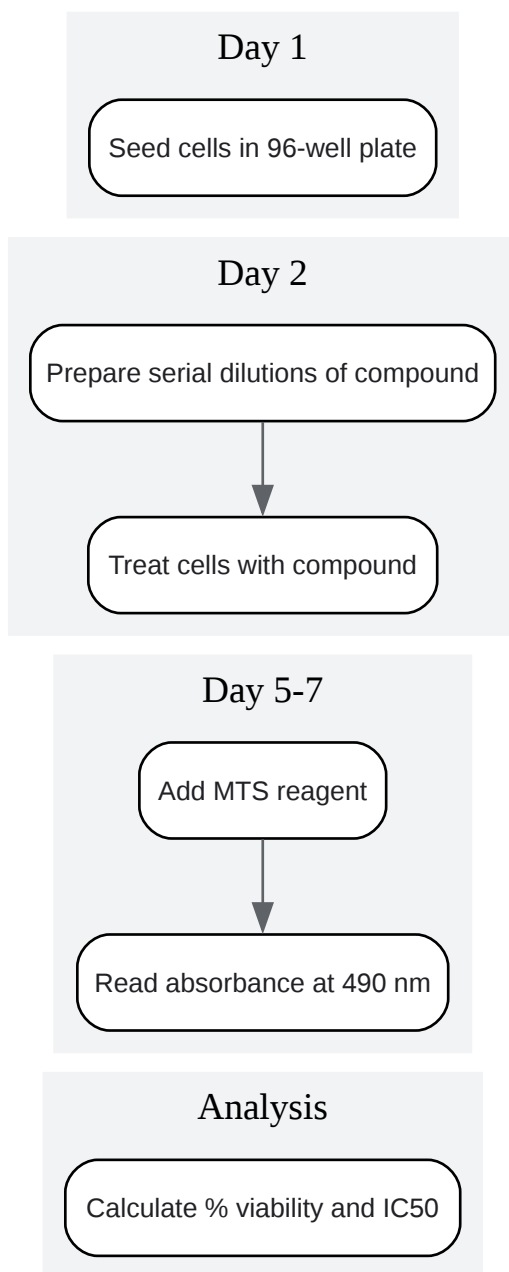 Day 1
Seed cells in 96-well plate
Day 2
Prepare serial dilutions of compound
Treat cells with compound
Day 5-7
Add MTS reagent
Read absorbance at 490 nm
Analysis
Calculate % viability and IC50